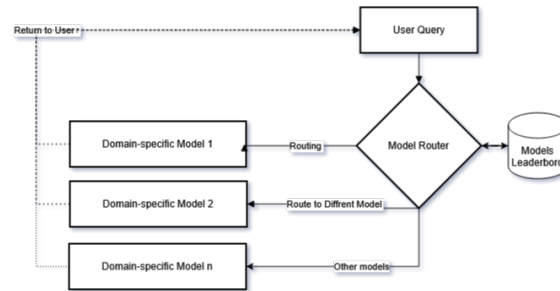 Return to User
User Query
Domain-specific Model 1
Routing
Model Router
Models
Leaderbord
Domain-specific Model 2
Route to Diffrent Model
Domain-specific Model n
Other models